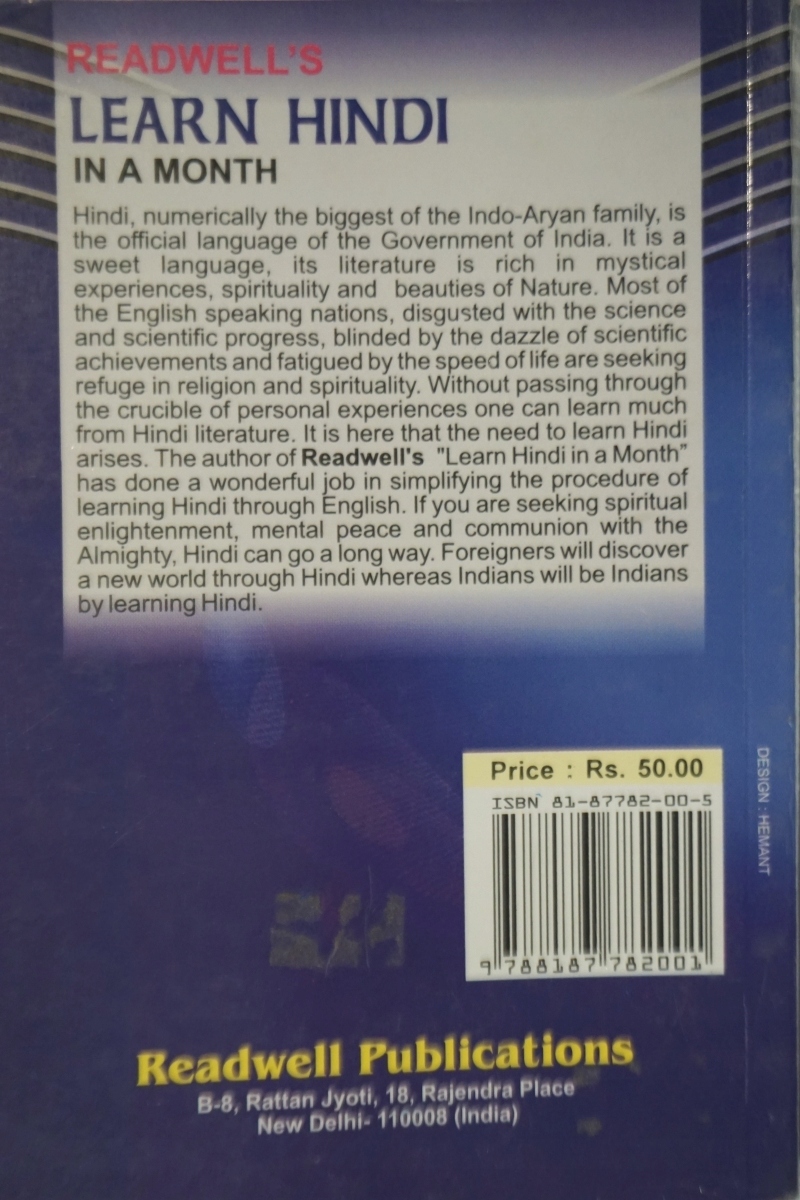 READWELL'S
LEARN HINDI
IN A MONTH
Hindi, numerically the biggest of the Indo-Aryan family, is
the official language of the Government of India. It is a
sweet language, its literature is rich in mystical
experiences, spirituality and beauties of Nature. Most of
the English speaking nations, disgusted with the science
and scientific progress, blinded by the dazzle of scientific
achievements and fatigued by the speed of life are seeking
refuge in religion and spirituality. Without passing through
the crucible of personal experiences one can learn much
from Hindi literature. It is here that the need to learn Hindi
arises. The author of Readwell's "Learn Hindi in a Month"
has done a wonderful job in simplifying the procedure of
learning Hindi through English. If you are seeking spiritual
enlightenment, mental peace and communion with the
Almighty, Hindi can go a long way. Foreigners will discover
a new world through Hindi whereas Indians will be Indians
by learning Hindi.
Price : Rs. 50.00
ISBN 81-87782-00-5
9 788187 782001
DESIGN : HEMANT
Readwell Publications
B-8, Rattan Jyoti, 18, Rajendra Place
New Delhi- 110008 (India)